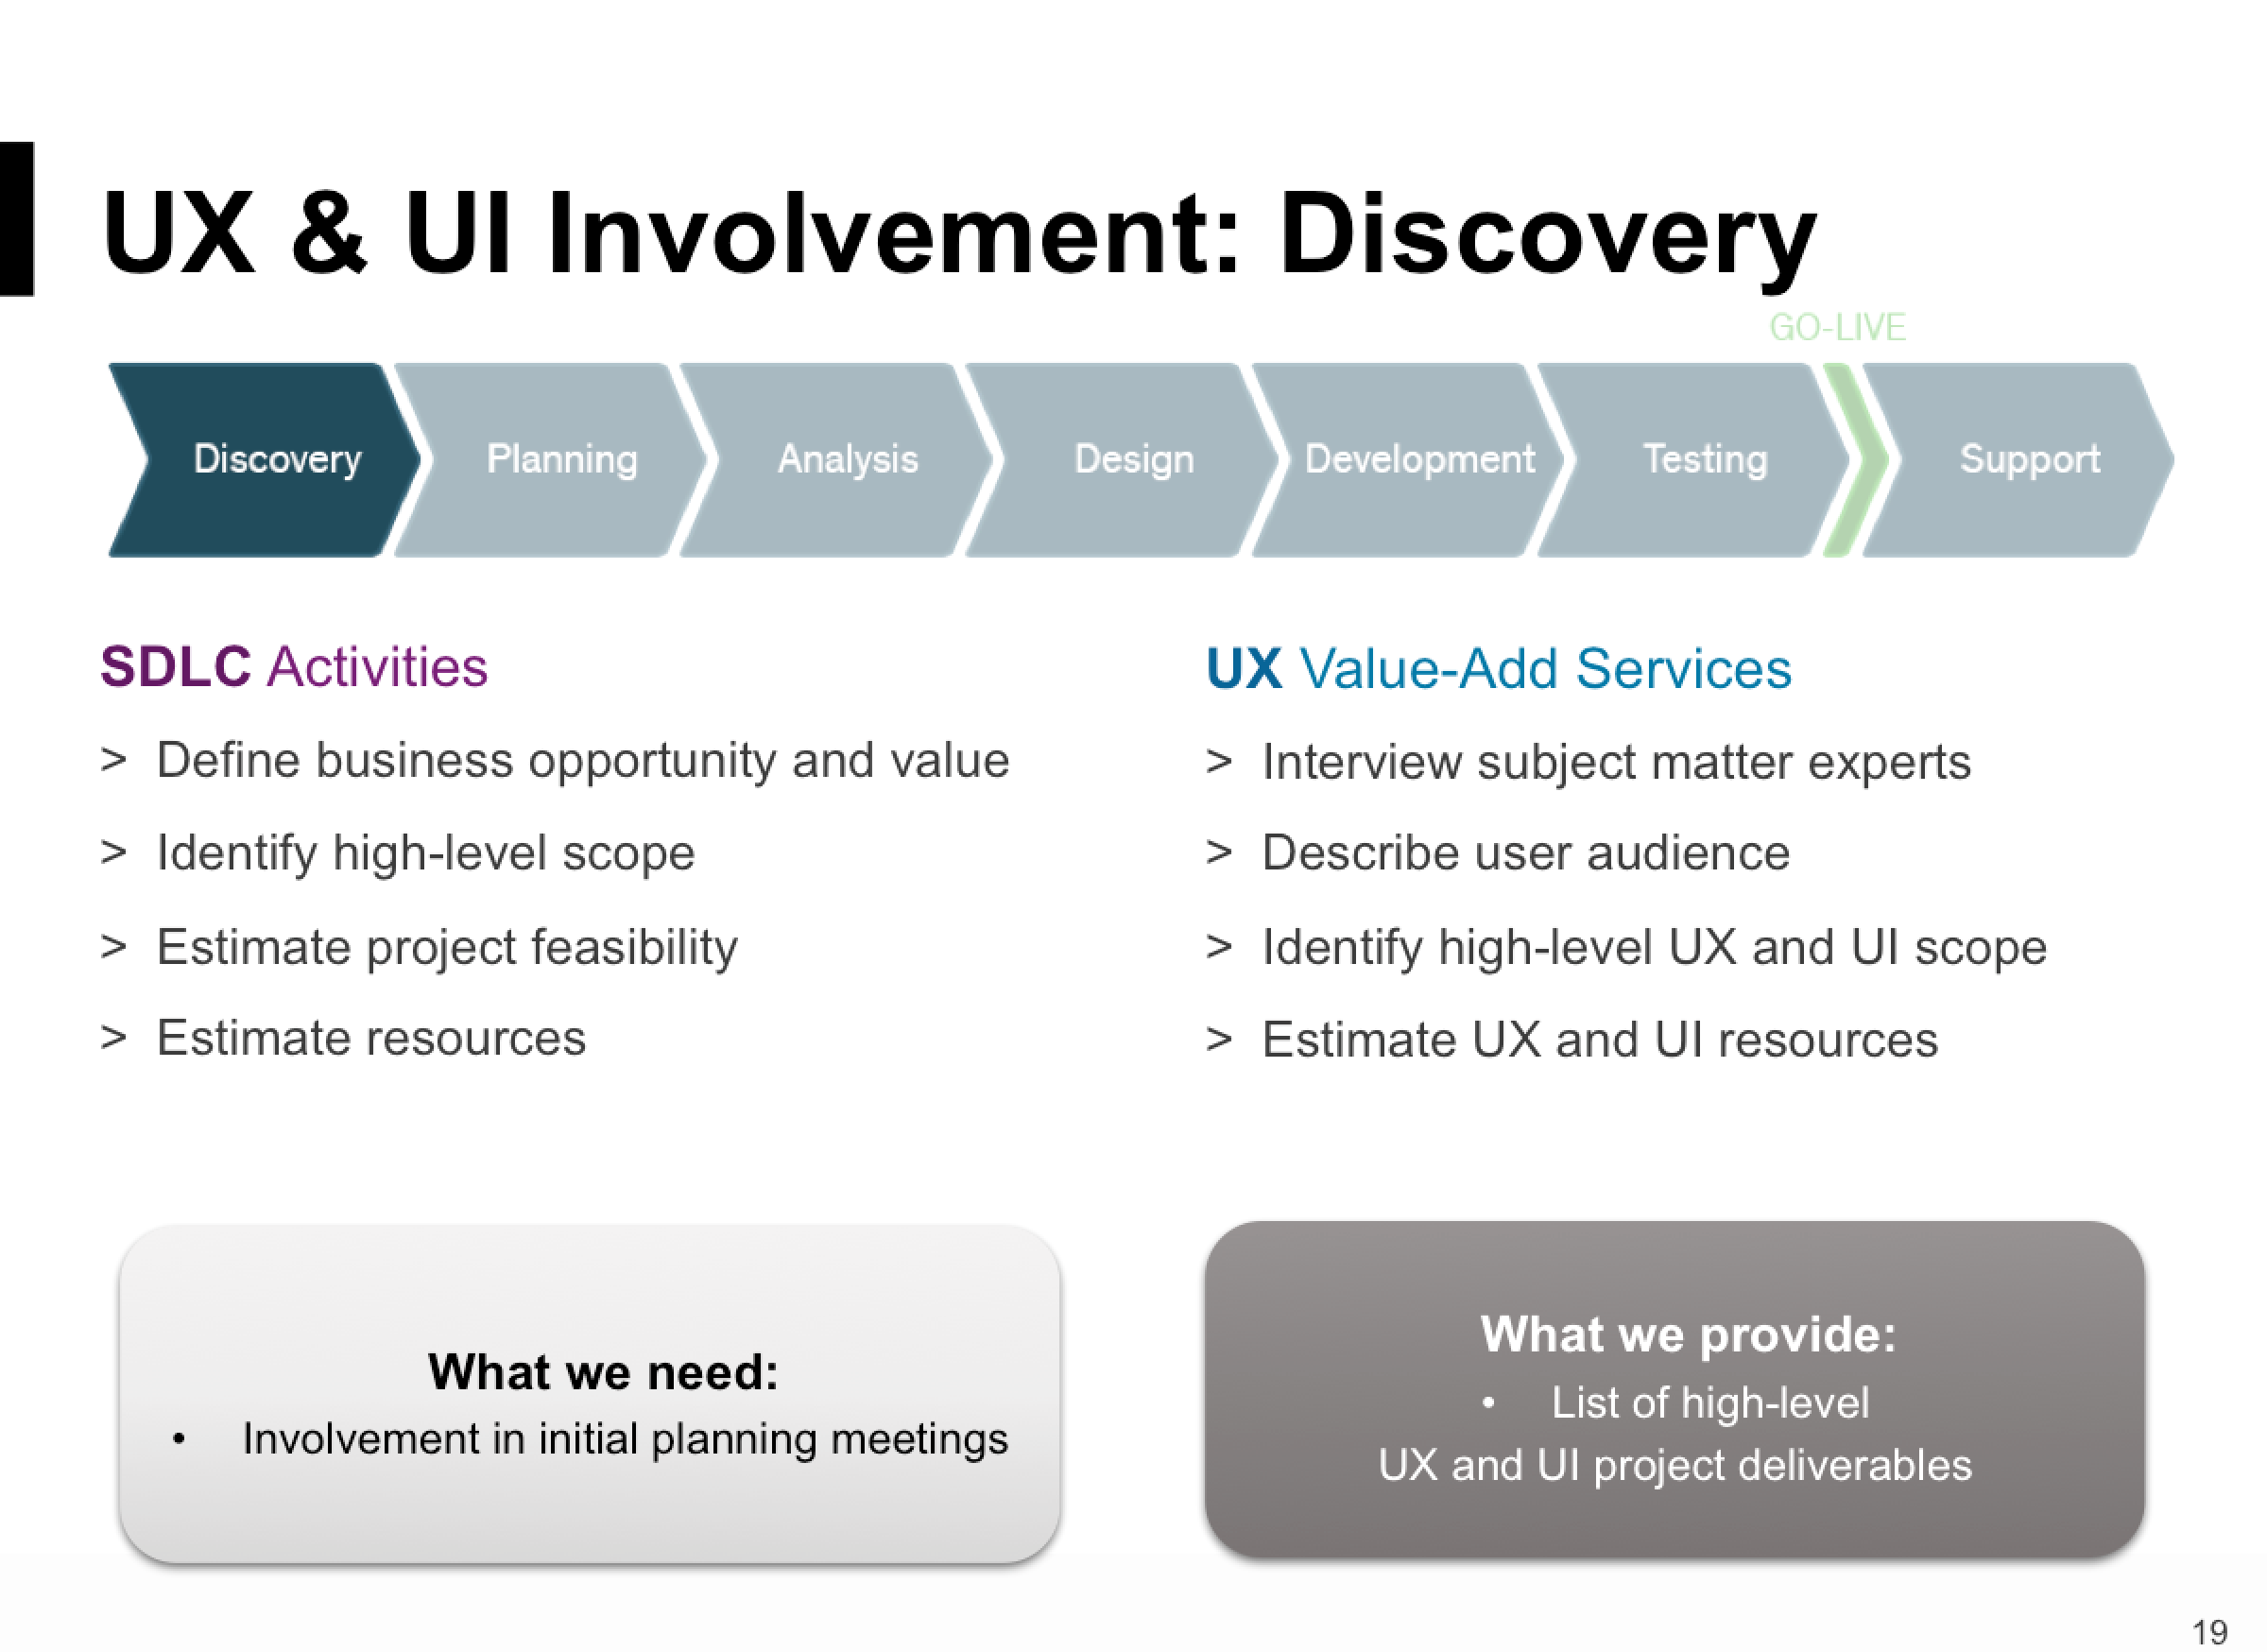 UX & UI Involvement: Discovery
GO-LIVE
Discovery
Planning
Analysis
Design
Development
Testing
Support
SDLC Activities
> Define business opportunity and value
> Identify high-level scope
> Estimate project feasibility
> Estimate resources
UX Value-Add Services
> Interview subject matter experts
> Describe user audience
> Identify high-level UX and UI scope
> Estimate UX and UI resources
What we need:
• Involvement in initial planning meetings
What we provide:
• List of high-level
UX and UI project deliverables
19